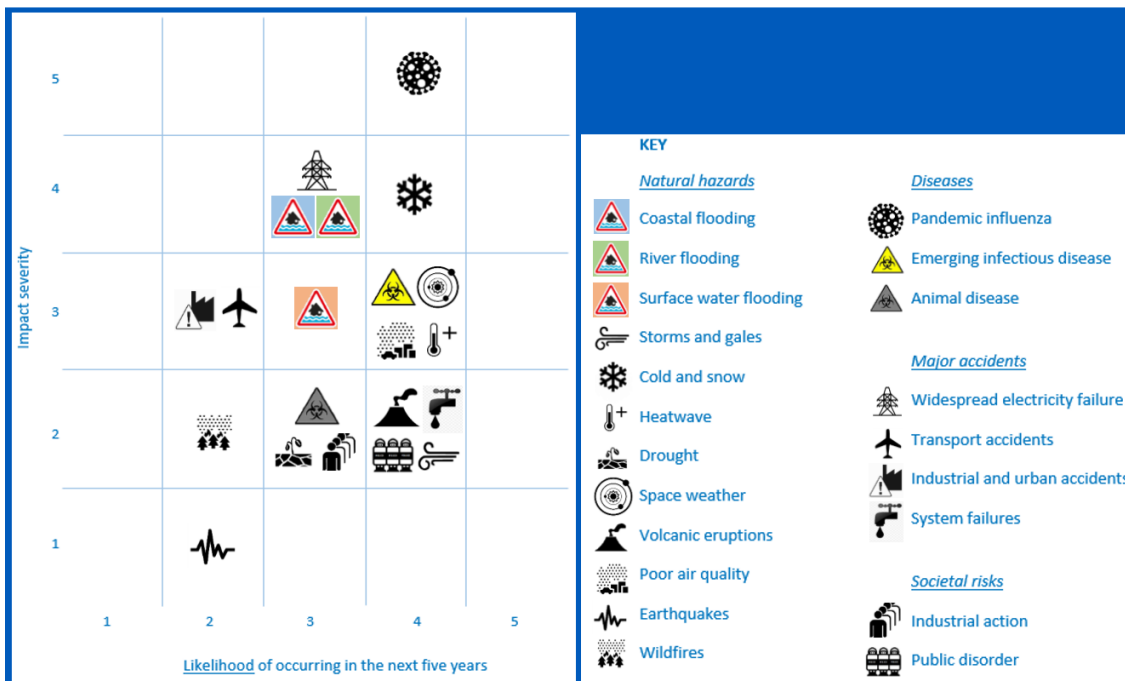 5
4
3
2
1
Impact severity
1 2 3 4 5
Likelihood of occurring in the next five years
KEY
Natural hazards
Coastal flooding
River flooding
Surface water flooding
Storms and gales
Cold and snow
Heatwave
Drought
Space weather
Volcanic eruptions
Poor air quality
Earthquakes
Wildfires
Diseases
Pandemic influenza
Emerging infectious disease
Animal disease
Major accidents
Widespread electricity failure
Transport accidents
Industrial and urban accidents
System failures
Societal risks
Industrial action
Public disorder